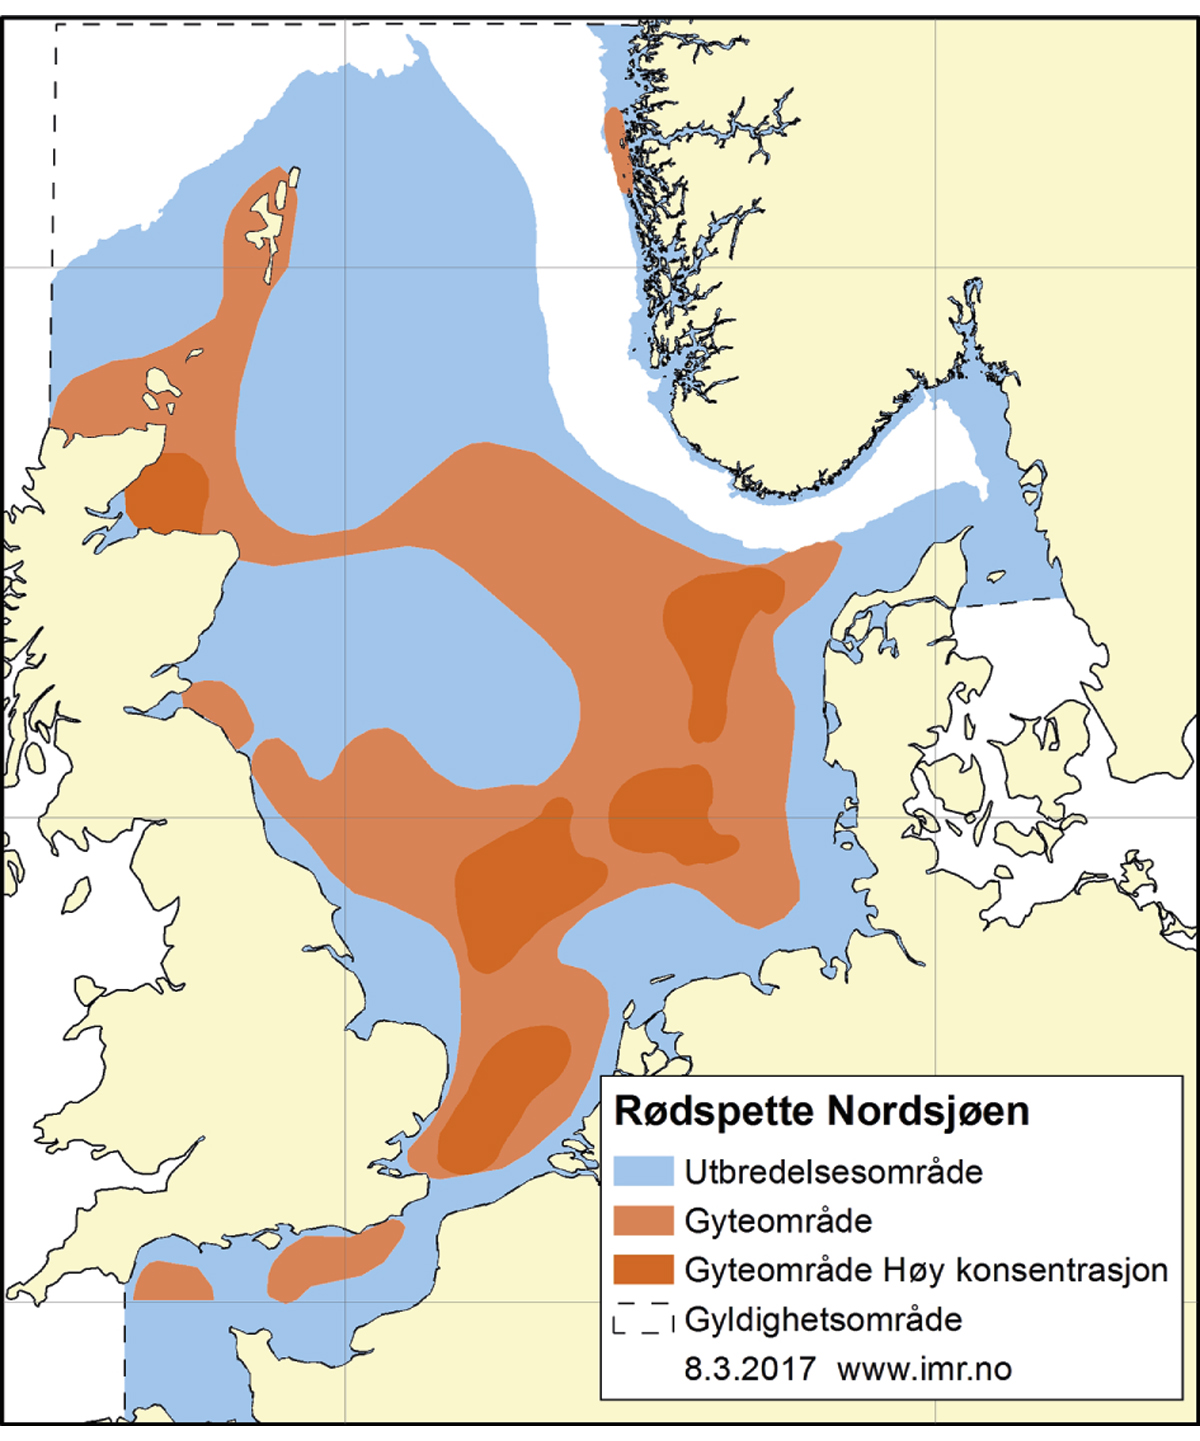 Rødspette Nordsjøen
Utbredelsesområde
Gyteområde
Gyteområde Høy konsentrasjon
Gyldighetsområde
8.3.2017 www.imr.no